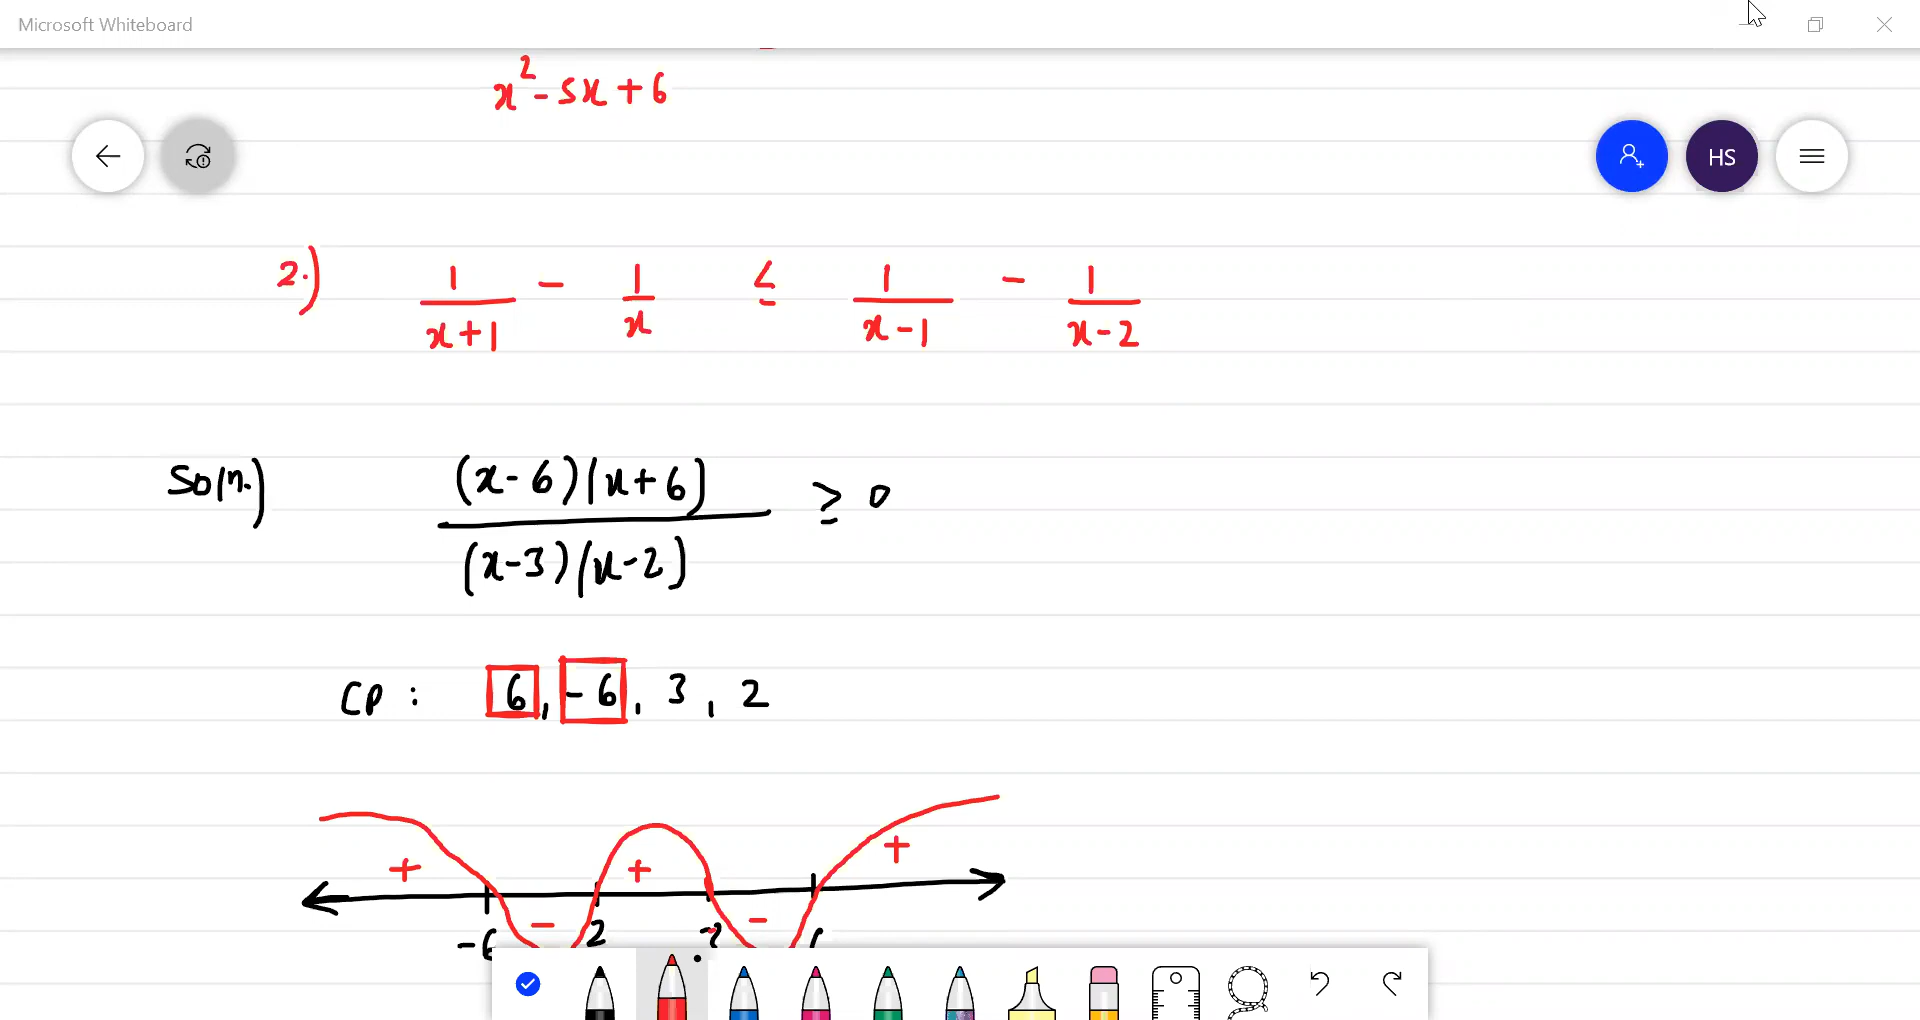 Microsoft Whiteboard
x² - 5x + 6
HS
2.) 1/(x+1) - 1/x ≤ 1/(x-1) - 1/(x-2)
Soln.) (x-6)(x+6)/(x-3)(x-2) ≥ 0
CP : 6, -6, 3, 2
+ + +
- -
-6 2